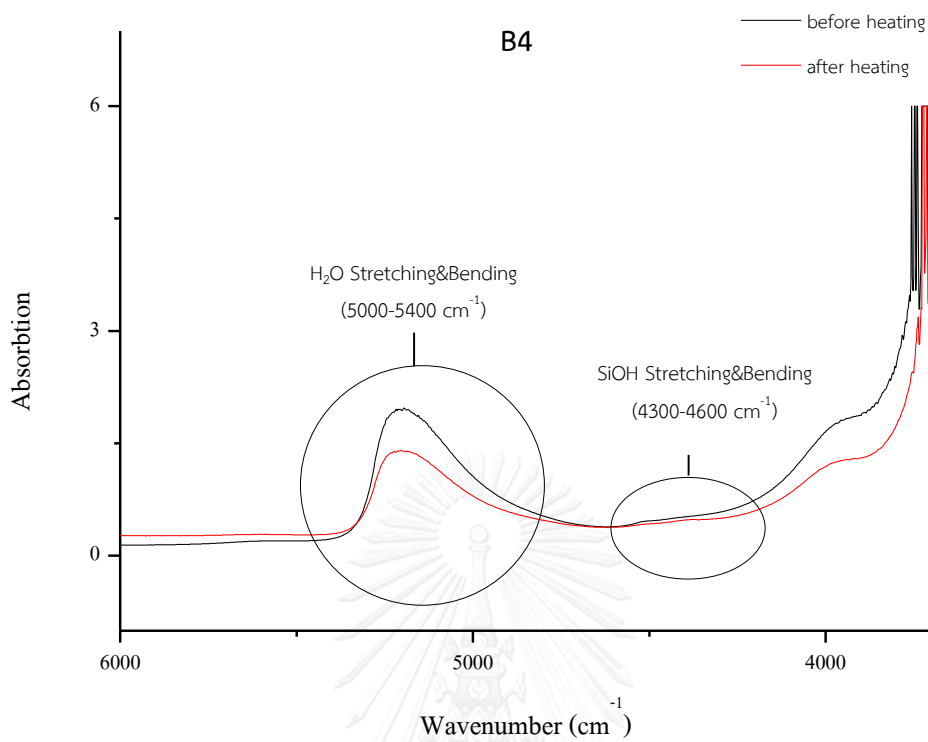 B4
before heating
after heating
6
3
0
Absorbtion
H₂O Stretching&Bending
(5000-5400 cm⁻¹)
SiOH Stretching&Bending
(4300-4600 cm⁻¹)
6000
5000
4000
Wavenumber (cm⁻¹)